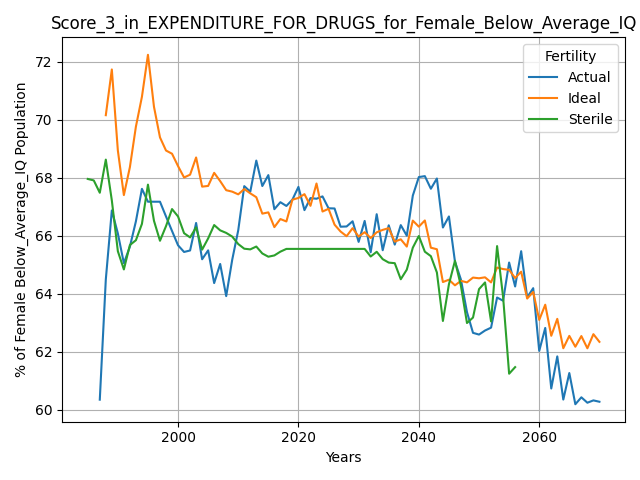 Score_3_in_EXPENDITURE_FOR_DRUGS_for_Female_Below_Average_IQ
% of Female Below_Average_IQ Population
72
70
68
66
64
62
60
Fertility
Actual
Ideal
Sterile
2000
2020
2040
2060
Years